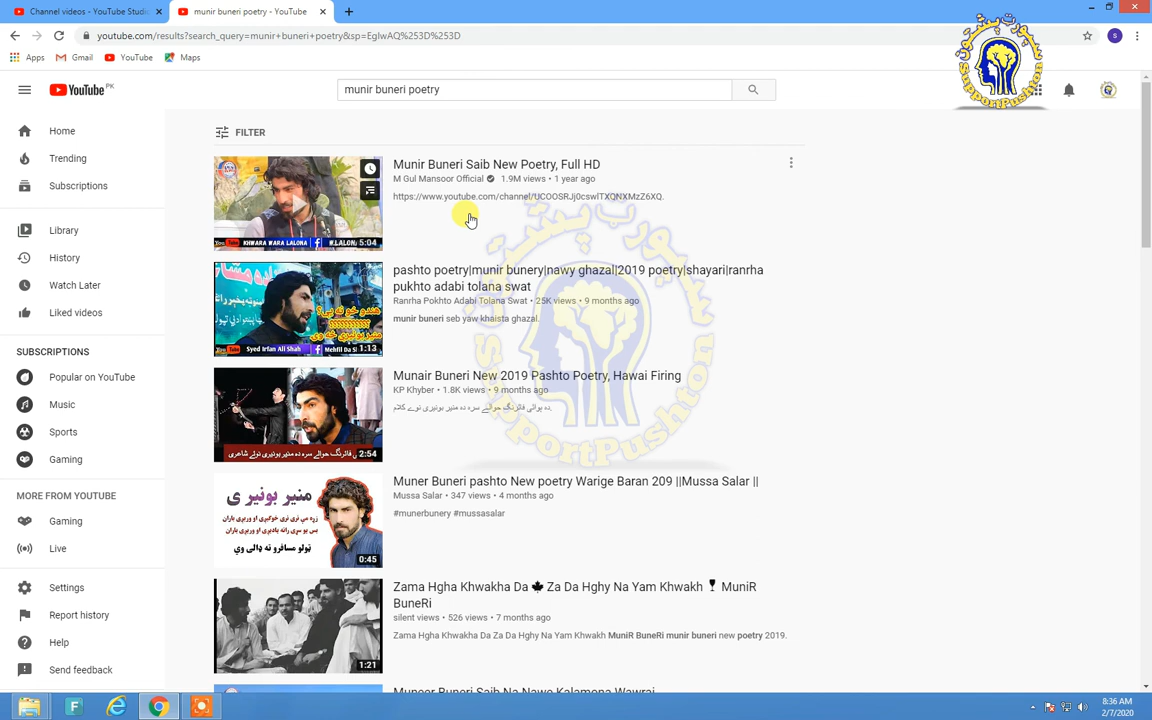 Channel videos - YouTube Studio
munir buneri poetry - YouTube
youtube.com/results?search_query=munir+buneri+poetry&sp=EgIwAQ%253D%253D
S
Apps
Gmail
YouTube
Maps
YouTube PK
munir buneri poetry
SupportPushton
Home
Trending
Subscriptions
Library
History
Watch Later
Liked videos
SUBSCRIPTIONS
Popular on YouTube
Music
Sports
Gaming
MORE FROM YOUTUBE
Gaming
Live
Settings
Report history
Help
Send feedback
FILTER
Munir Buneri Saib New Poetry, Full HD
M Gul Mansoor Official 1.9M views • 1 year ago
KHWARA WARA LALONA
5:04
pashto poetry|munir bunery|nawy ghazal|2019 poetry|shayari|ranrha
pukhto adabi tolana swat
Ranrha Pokhto Adabi Tolana Swat • 25K views • 9 months ago
munir buneri seb yaw khaista ghazal.
Syed Irfan Ali Shah
1:13
Munair Buneri New 2019 Pashto Poetry, Hawai Firing
KP Khyber • 1.8K views • 9 months ago
2:54
Muner Buneri pashto New poetry Warige Baran 209 ||Mussa Salar ||
Mussa Salar • 347 views • 4 months ago
#munerbunery #mussasalar
منیر بونیر ی
0:45
Zama Hgha Khwakha Da 🍁 Za Da Hghy Na Yam Khwakh 🍷 MuniR
BuneRi
silent views • 526 views • 7 months ago
Zama Hgha Khwakha Da Za Da Hghy Na Yam Khwakh MuniR BuneRi munir buneri new poetry 2019.
1:21
Muneer Buneri Saib Na Nawe Kalamona Wawrai
SupportPushton
8:36 AM
2/7/2020